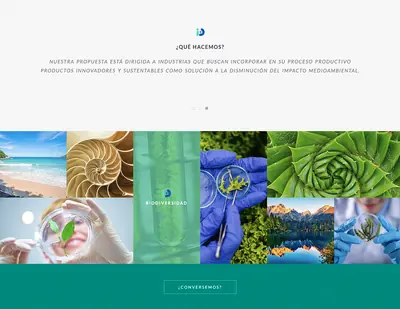 ¿QUÉ HACEMOS?
NUESTRA PROPUESTA ESTÁ DIRIGIDA A INDUSTRIAS QUE BUSCAN INCORPORAR EN SU PROCESO PRODUCTIVO
PRODUCTOS INNOVADORES Y SUSTENTABLES COMO SOLUCIÓN A LA DISMINUCIÓN DEL IMPACTO MEDIOAMBIENTAL.
BIODIVERSIDAD
¿CONVERSEMOS?